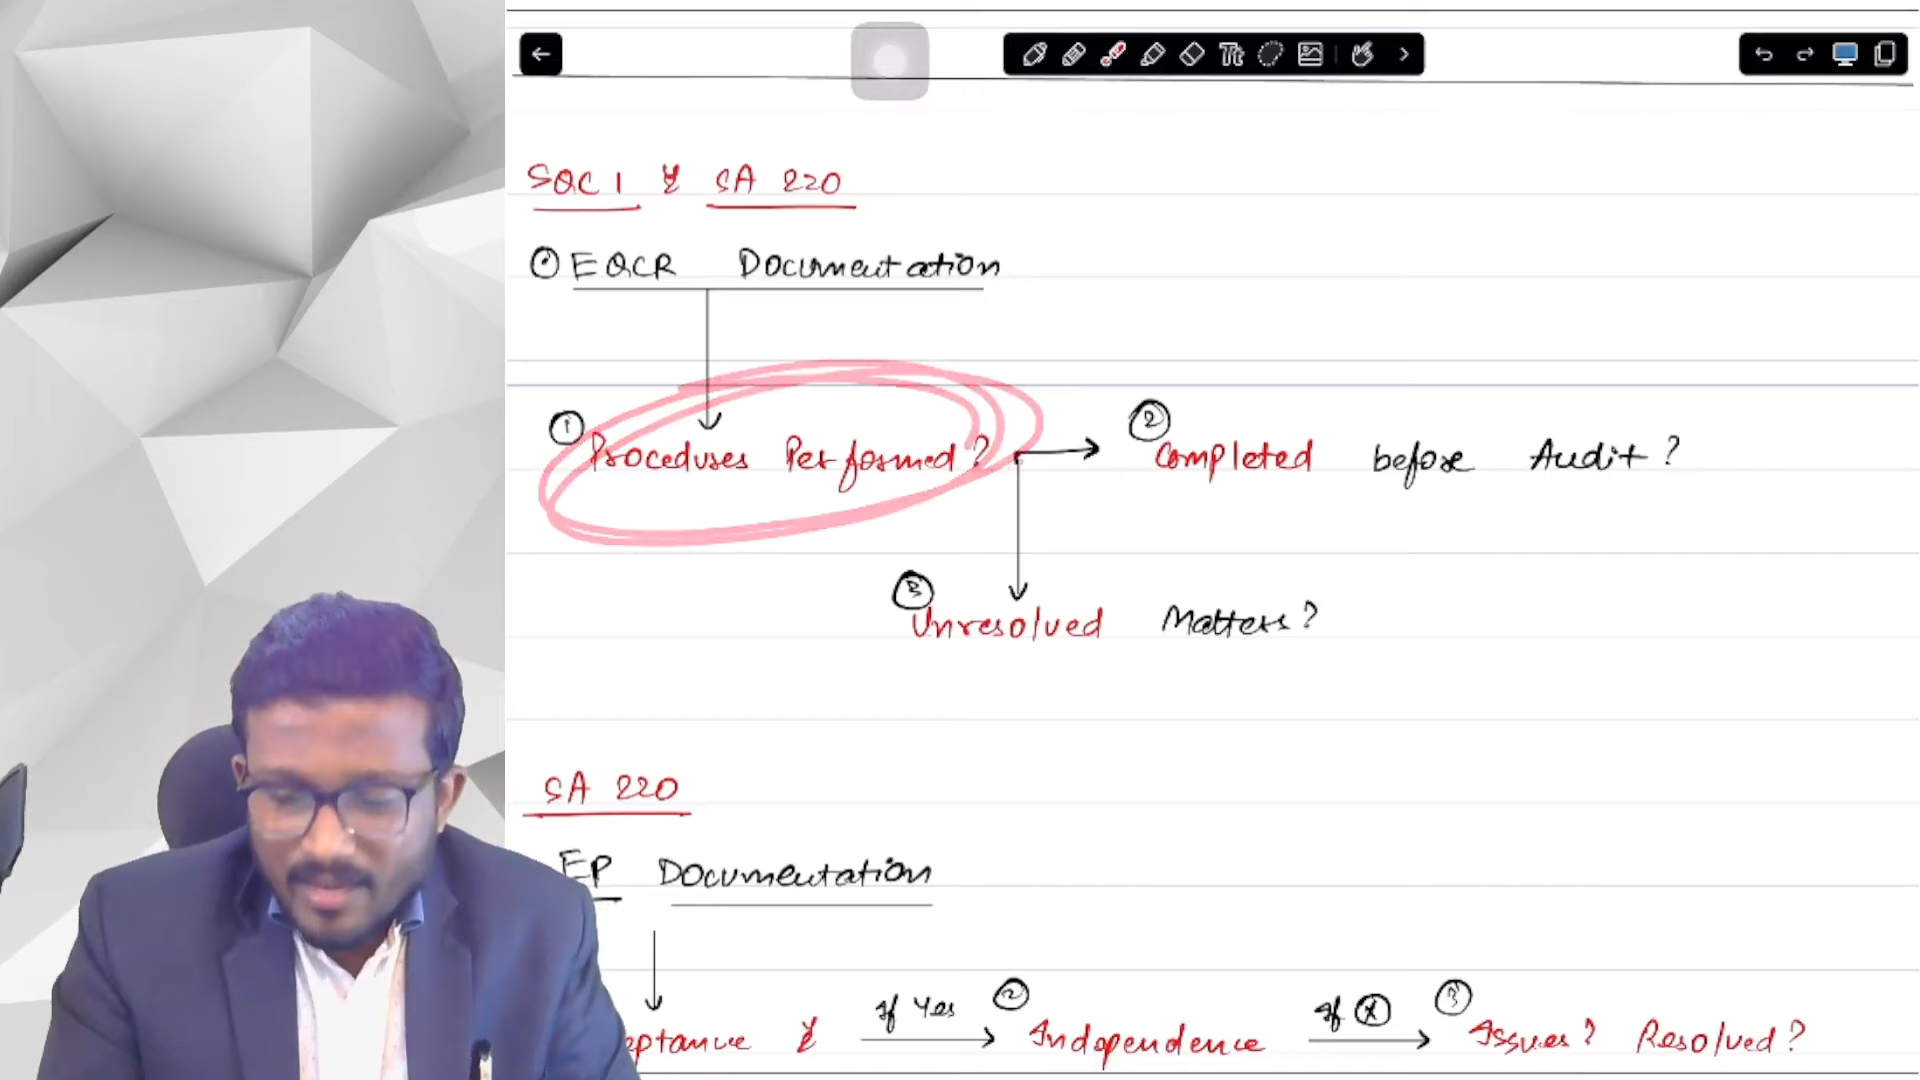 SQC 1 & SA 220
① EQCR Documentation
① Procedures Performed? → ② Completed before Audit?
③ Unresolved Matters?
SA 220
EP Documentation
eptance & If Yes → ② Independence If ⊗ → ③ Issues? Resolved?